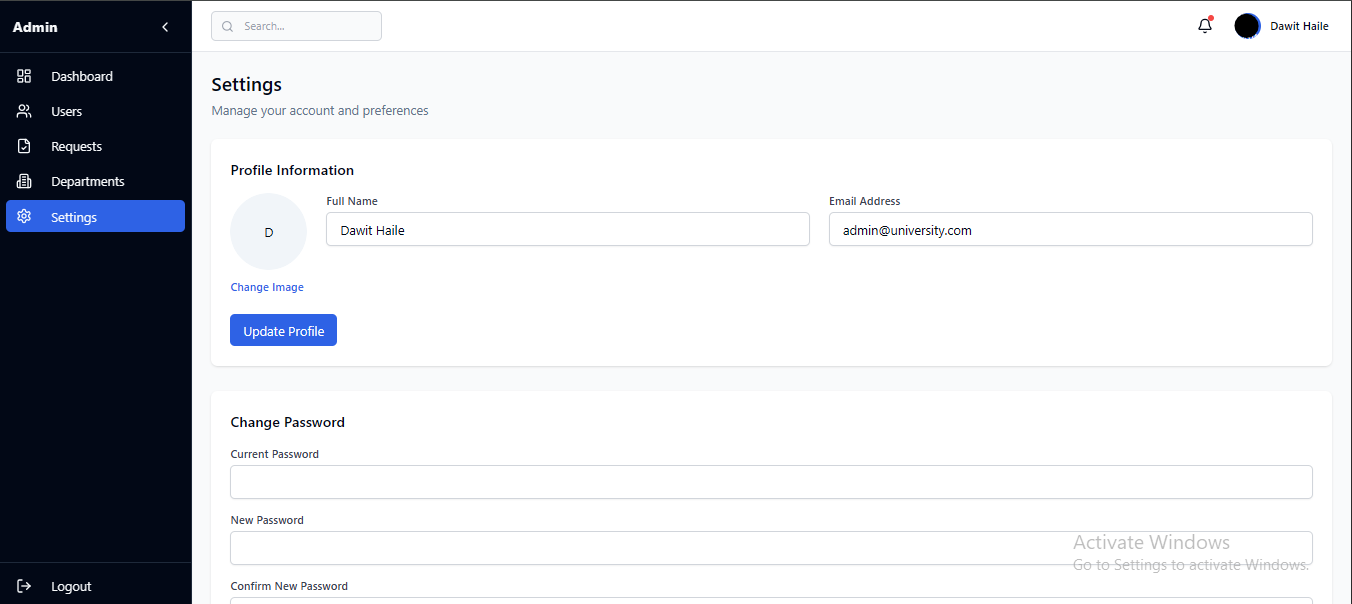 Admin
Search...
Dawit Haile
Dashboard
Users
Requests
Departments
Settings
Logout
Settings
Manage your account and preferences
Profile Information
D
Change Image
Full Name
Dawit Haile
Email Address
admin@university.com
Update Profile
Change Password
Current Password
New Password
Confirm New Password
Activate Windows
Go to Settings to activate Windows.